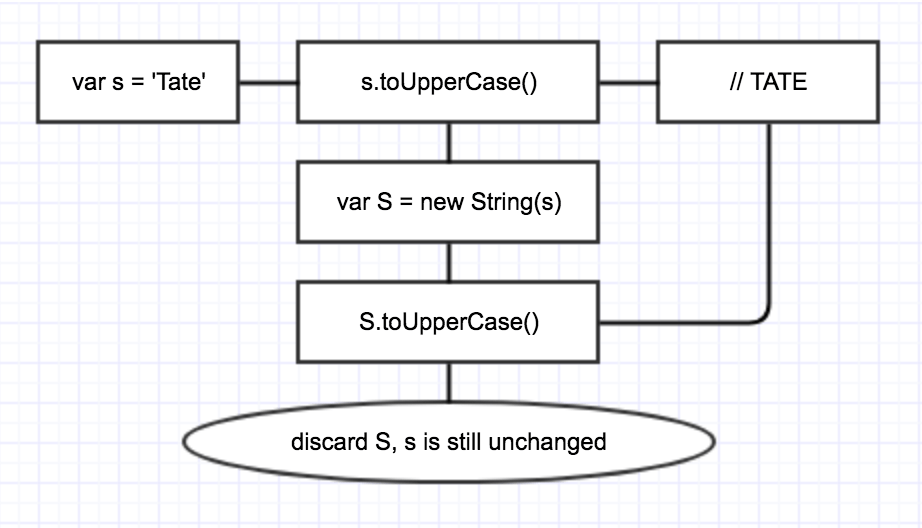 var s = 'Tate'
s.toUpperCase()
// TATE
var S = new String(s)
S.toUpperCase()
discard S, s is still unchanged